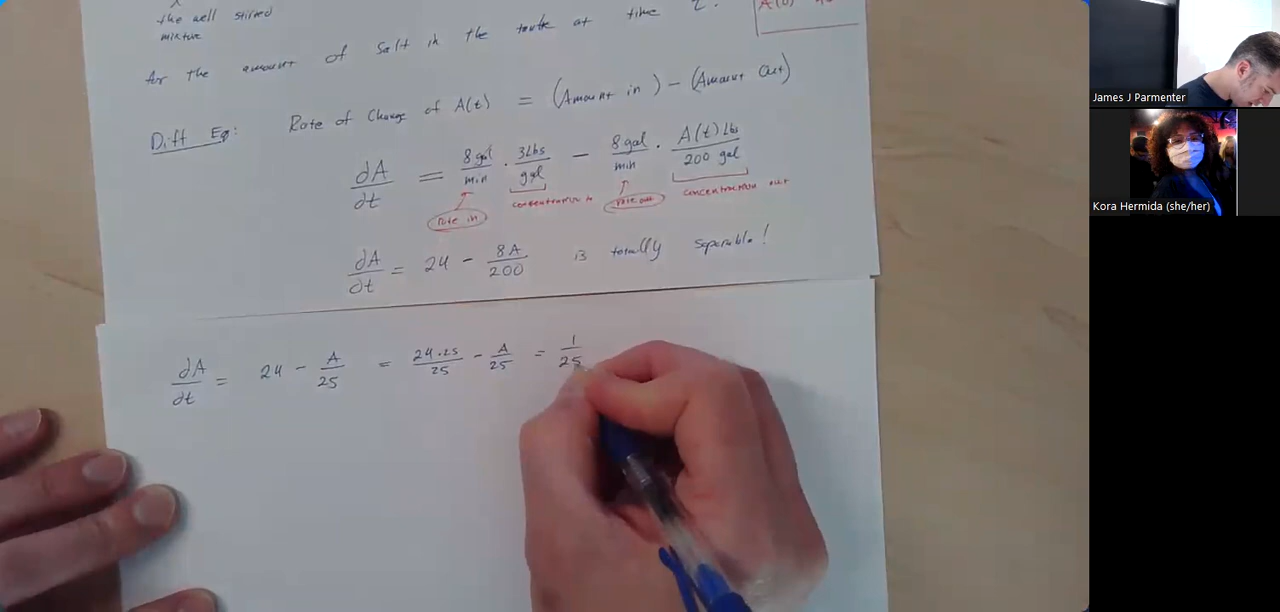 the well stirred
mixture
for the amount of salt in the tank at time t.
A(0)
Diff Eq: Rate of Change of A(t) = (Amount in) - (Amount Out)
dA/dt = 8 gal/min · 3 Lbs/gal - 8 gal/min · A(t) Lbs/200 gal
rate in concentration in rate out concentration out
dA/dt = 24 - 8A/200 is totally separable!
dA/dt = 24 - A/25 = 24·25/25 - A/25 = 1/25
James J Parmenter
Kora Hermida (she/her)